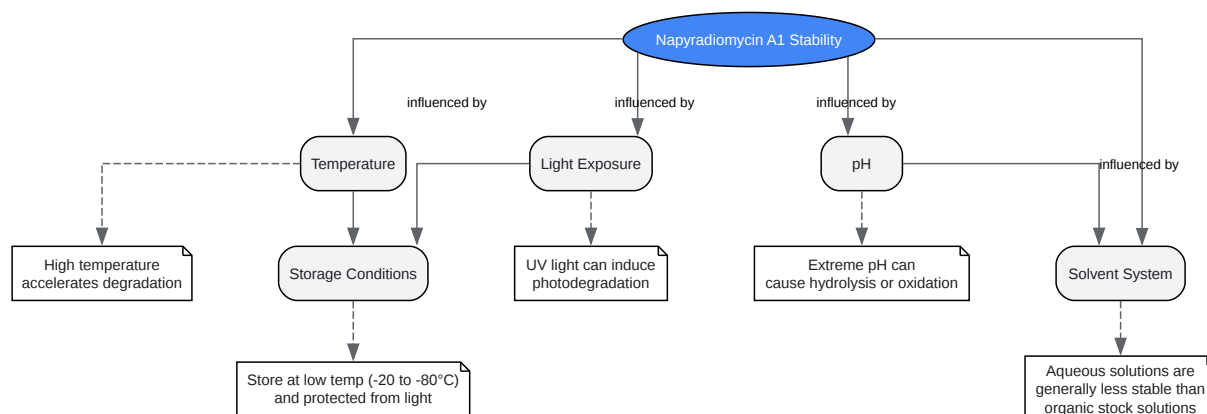 Napyradiomycin A1 Stability
influenced by
influenced by
influenced by
Temperature
Light Exposure
pH
influenced by
High temperature
accelerates degradation
Storage Conditions
UV light can induce
photodegradation
Extreme pH can
cause hydrolysis or oxidation
Solvent System
Store at low temp (-20 to -80°C)
and protected from light
Aqueous solutions are
generally less stable than
organic stock solutions